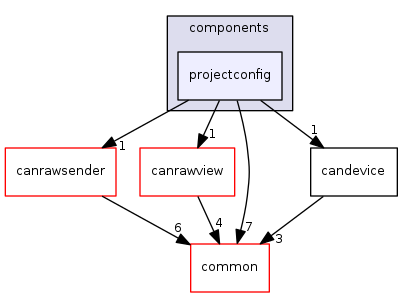 components
projectconfig
1
1
1
canrawsender
canrawview
candevice
6
4
7
3
common